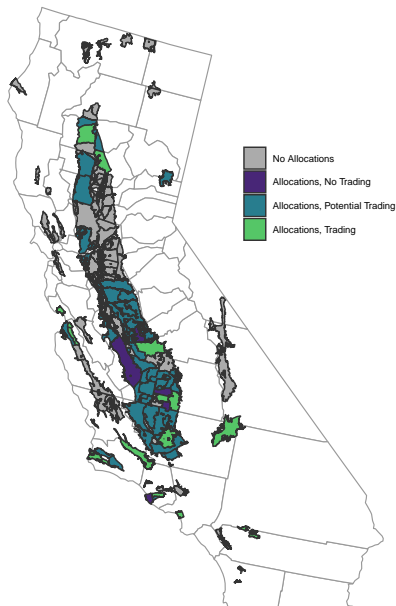 No Allocations
Allocations, No Trading
Allocations, Potential Trading
Allocations, Trading